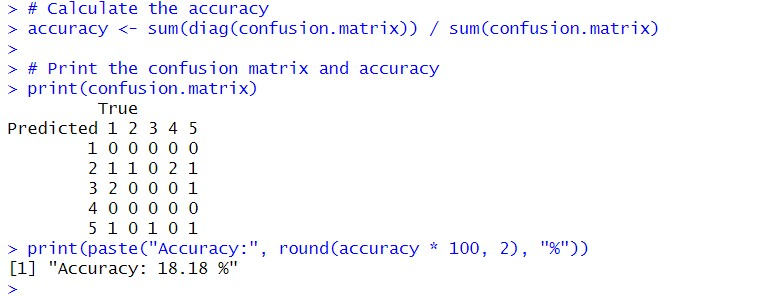 > # Calculate the accuracy
> accuracy <- sum(diag(confusion.matrix)) / sum(confusion.matrix)
>
> # Print the confusion matrix and accuracy
> print(confusion.matrix)
         True
Predicted 1 2 3 4 5
        1 0 0 0 0 0
        2 1 1 0 2 1
        3 2 0 0 0 1
        4 0 0 0 0 0
        5 1 0 1 0 1
> print(paste("Accuracy:", round(accuracy * 100, 2), "%"))
[1] "Accuracy: 18.18 %"
>